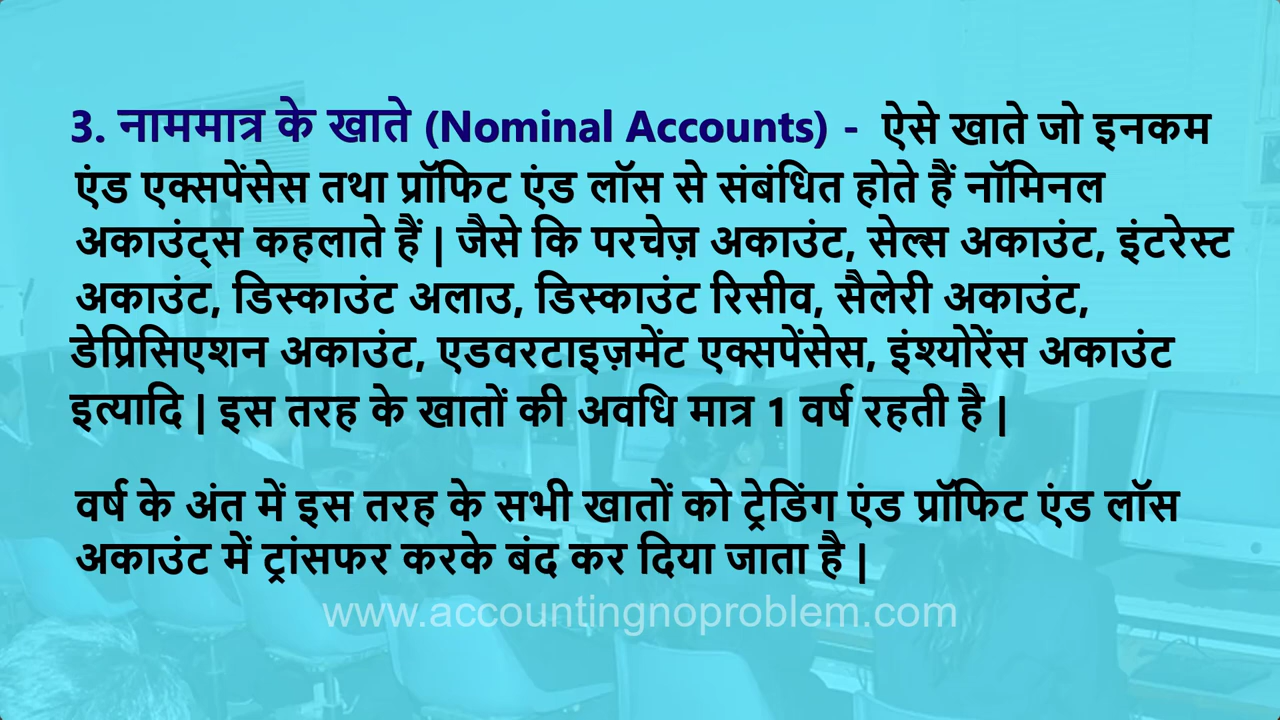 3. नाममात्र के खाते (Nominal Accounts) - ऐसे खाते जो इनकम
एंड एक्सपेंसेस तथा प्रॉफिट एंड लॉस से संबंधित होते हैं नॉमिनल
अकाउंट्स कहलाते हैं | जैसे कि परचेज़ अकाउंट, सेल्स अकाउंट, इंटरेस्ट
अकाउंट, डिस्काउंट अलाउ, डिस्काउंट रिसीव, सैलेरी अकाउंट,
डेप्रिसिएशन अकाउंट, एडवरटाइज़मेंट एक्सपेंसेस, इंश्योरेंस अकाउंट
इत्यादि | इस तरह के खातों की अवधि मात्र 1 वर्ष रहती है |
वर्ष के अंत में इस तरह के सभी खातों को ट्रेडिंग एंड प्रॉफिट एंड लॉस
अकाउंट में ट्रांसफर करके बंद कर दिया जाता है |
www.accountingnoproblem.com